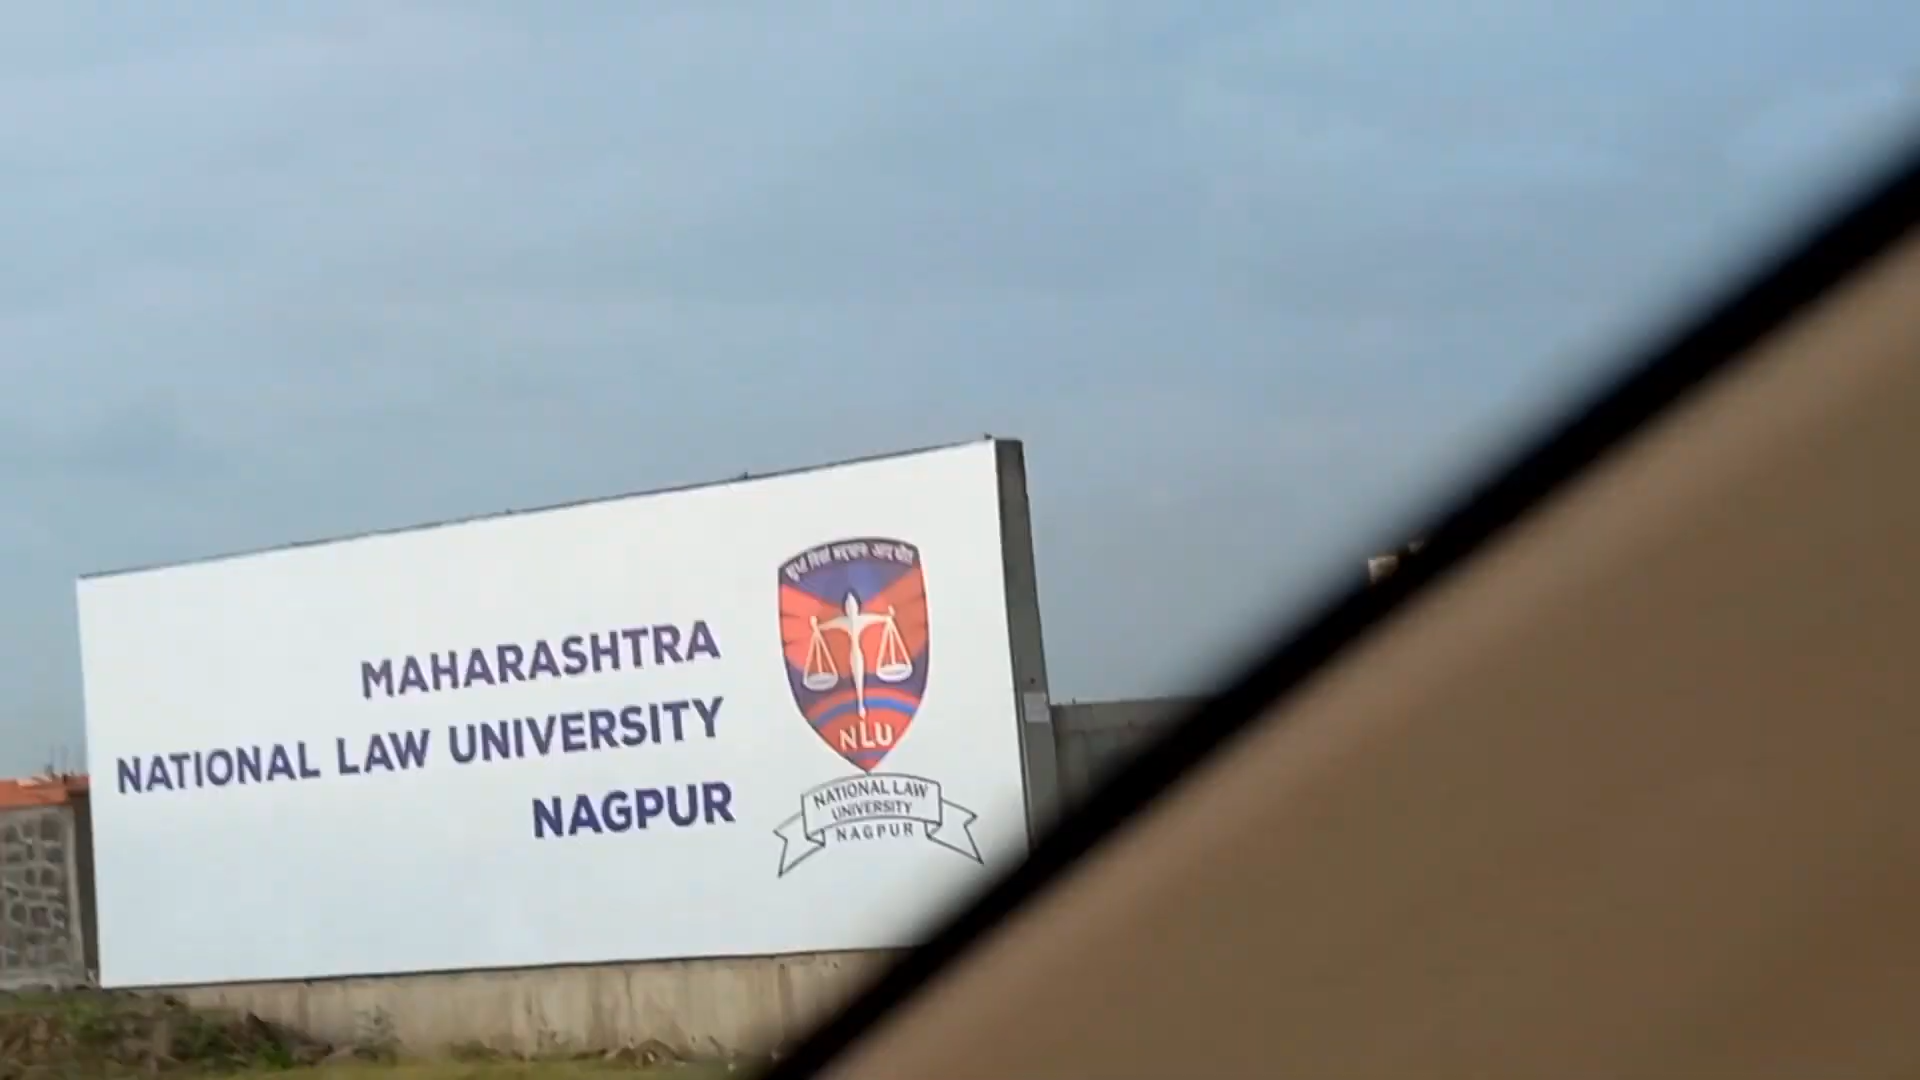 MAHARASHTRA
NATIONAL LAW UNIVERSITY
NAGPUR
NLU
NATIONAL LAW
UNIVERSITY
NAGPUR